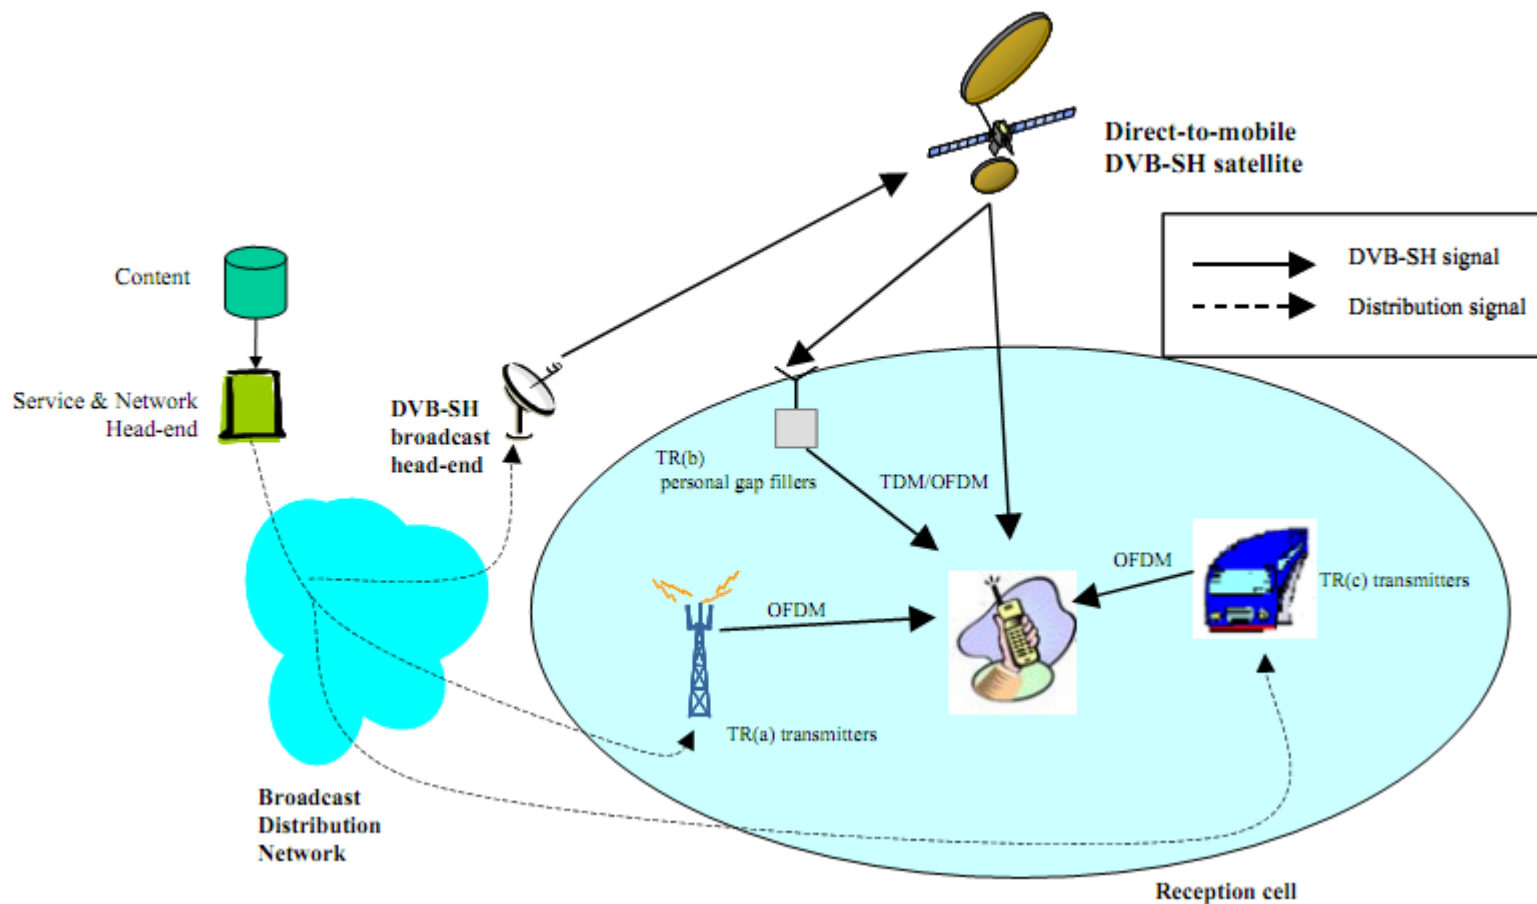 Direct-to-mobile
DVB-SH satellite
DVB-SH signal
Distribution signal
Content
Service & Network
Head-end
DVB-SH
broadcast
head-end
TR(b)
personal gap fillers
TDM/OFDM
OFDM
TR(c) transmitters
OFDM
TR(a) transmitters
Broadcast
Distribution
Network
Reception cell